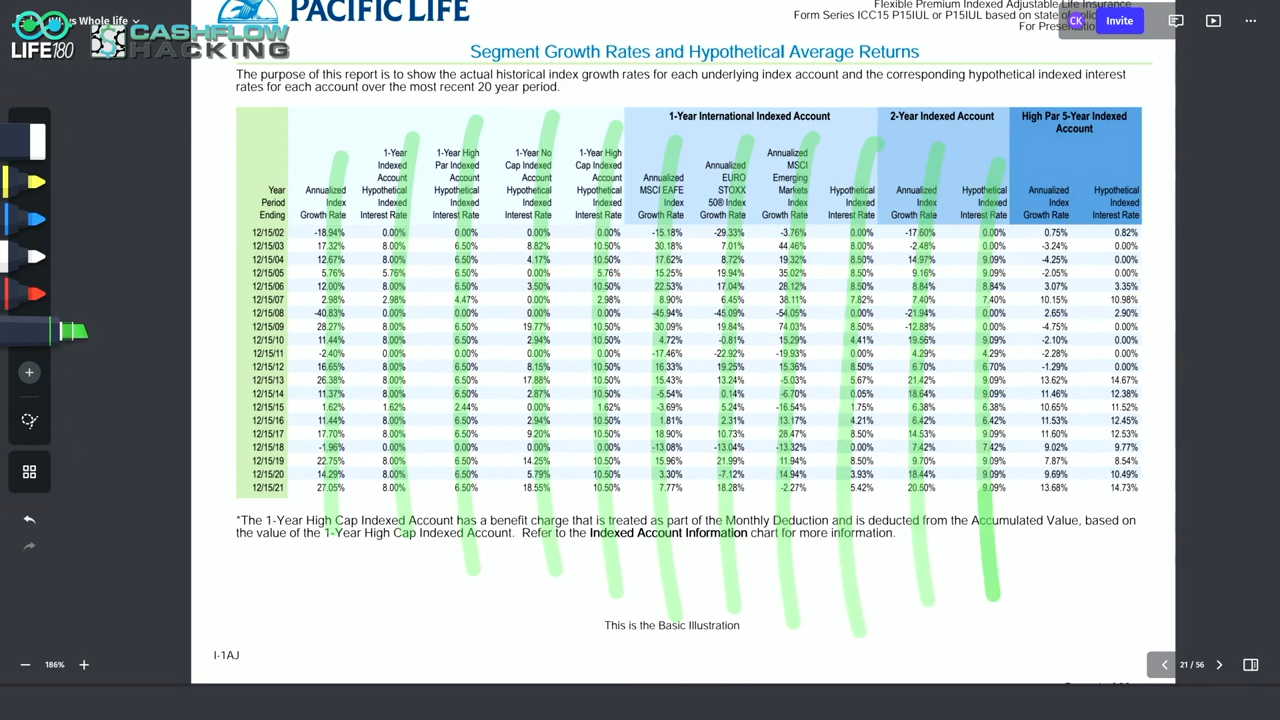 IUL vs Whole life
LIFE180
CASHFLOW
HACKING
PACIFIC LIFE
Flexible Premium Indexed Adjustable Life Insurance
Form Series ICC15 P15IUL or P15IUL based on state of
For Presen
CK
Invite
Segment Growth Rates and Hypothetical Average Returns
The purpose of this report is to show the actual historical index growth rates for each underlying index account and the corresponding hypothetical indexed interest
rates for each account over the most recent 20 year period.
1-Year International Indexed Account 2-Year Indexed Account High Par 5-Year Indexed
Account
Year Period Ending
Annualized Index Growth Rate
1-Year Indexed Account Hypothetical Indexed Interest Rate
1-Year High Par Indexed Account Hypothetical Indexed Interest Rate
1-Year No Cap Indexed Account Hypothetical Indexed Interest Rate
1-Year High Cap Indexed Account Hypothetical Indexed Interest Rate
Annualized MSCI EAFE Index Growth Rate
Annualized EURO STOXX 50® Index Growth Rate
Annualized MSCI Emerging Markets Index Growth Rate
Hypothetical Indexed Interest Rate
Annualized Index Growth Rate
Hypothetical Indexed Interest Rate
Annualized Index Growth Rate
Hypothetical Indexed Interest Rate
12/15/02 -18.94% 0.00% 0.00% 0.00% 0.00% -15.18% -29.33% -3.76% 0.00% -17.60% 0.00% 0.75% 0.82%
12/15/03 17.32% 8.00% 6.50% 8.82% 10.50% 30.18% 7.01% 44.46% 8.00% -2.48% 0.00% -3.24% 0.00%
12/15/04 12.67% 8.00% 6.50% 4.17% 10.50% 17.62% 8.72% 19.32% 8.50% 14.97% 9.09% -4.25% 0.00%
12/15/05 5.76% 5.76% 6.50% 0.00% 5.76% 15.25% 19.94% 35.02% 8.50% 9.16% 9.09% -2.05% 0.00%
12/15/06 12.00% 8.00% 6.50% 3.50% 10.50% 22.53% 17.04% 28.12% 8.50% 8.84% 8.84% 3.07% 3.35%
12/15/07 2.98% 2.98% 4.47% 0.00% 2.98% 8.90% 6.45% 38.11% 7.82% 7.40% 7.40% 10.15% 10.98%
12/15/08 -40.83% 0.00% 0.00% 0.00% 0.00% -45.94% -45.09% -54.05% 0.00% -21.94% 0.00% 2.65% 2.90%
12/15/09 28.27% 8.00% 6.50% 19.77% 10.50% 30.09% 19.84% 74.03% 8.50% -12.88% 0.00% -4.75% 0.00%
12/15/10 11.44% 8.00% 6.50% 2.94% 10.50% 4.72% -0.81% 15.29% 4.41% 19.56% 9.09% -2.10% 0.00%
12/15/11 -2.40% 0.00% 0.00% 0.00% 0.00% -17.46% -22.92% -19.93% 0.00% 4.29% 4.29% -2.28% 0.00%
12/15/12 16.65% 8.00% 6.50% 8.15% 10.50% 16.33% 19.25% 15.36% 8.50% 6.70% 6.70% -1.29% 0.00%
12/15/13 26.38% 8.00% 6.50% 17.88% 10.50% 15.43% 13.24% -5.03% 5.67% 21.42% 9.09% 13.62% 14.67%
12/15/14 11.37% 8.00% 6.50% 2.87% 10.50% -5.54% 0.14% -6.70% 0.05% 18.64% 9.09% 11.46% 12.38%
12/15/15 1.62% 1.62% 2.44% 0.00% 1.62% -3.69% 5.24% -16.54% 1.75% 6.38% 6.38% 10.65% 11.52%
12/15/16 11.44% 8.00% 6.50% 2.94% 10.50% 1.81% 2.31% 13.17% 4.21% 6.42% 6.42% 11.53% 12.45%
12/15/17 17.70% 8.00% 6.50% 9.20% 10.50% 18.90% 10.73% 28.47% 8.50% 14.53% 9.09% 11.60% 12.53%
12/15/18 -1.96% 0.00% 0.00% 0.00% 0.00% -13.08% -13.04% -13.32% 0.00% 7.42% 7.42% 9.02% 9.77%
12/15/19 22.75% 8.00% 6.50% 14.25% 10.50% 15.96% 21.99% 11.94% 8.50% 9.70% 9.09% 7.87% 8.54%
12/15/20 14.29% 8.00% 6.50% 5.79% 10.50% 3.30% -7.12% 14.94% 3.93% 18.44% 9.09% 9.69% 10.49%
12/15/21 27.05% 8.00% 6.50% 18.55% 10.50% 7.77% 18.28% -2.27% 5.42% 20.50% 9.09% 13.68% 14.73%
*The 1-Year High Cap Indexed Account has a benefit charge that is treated as part of the Monthly Deduction and is deducted from the Accumulated Value, based on
the value of the 1-Year High Cap Indexed Account. Refer to the Indexed Account Information chart for more information.
This is the Basic Illustration
I-1AJ
186%
21 / 56